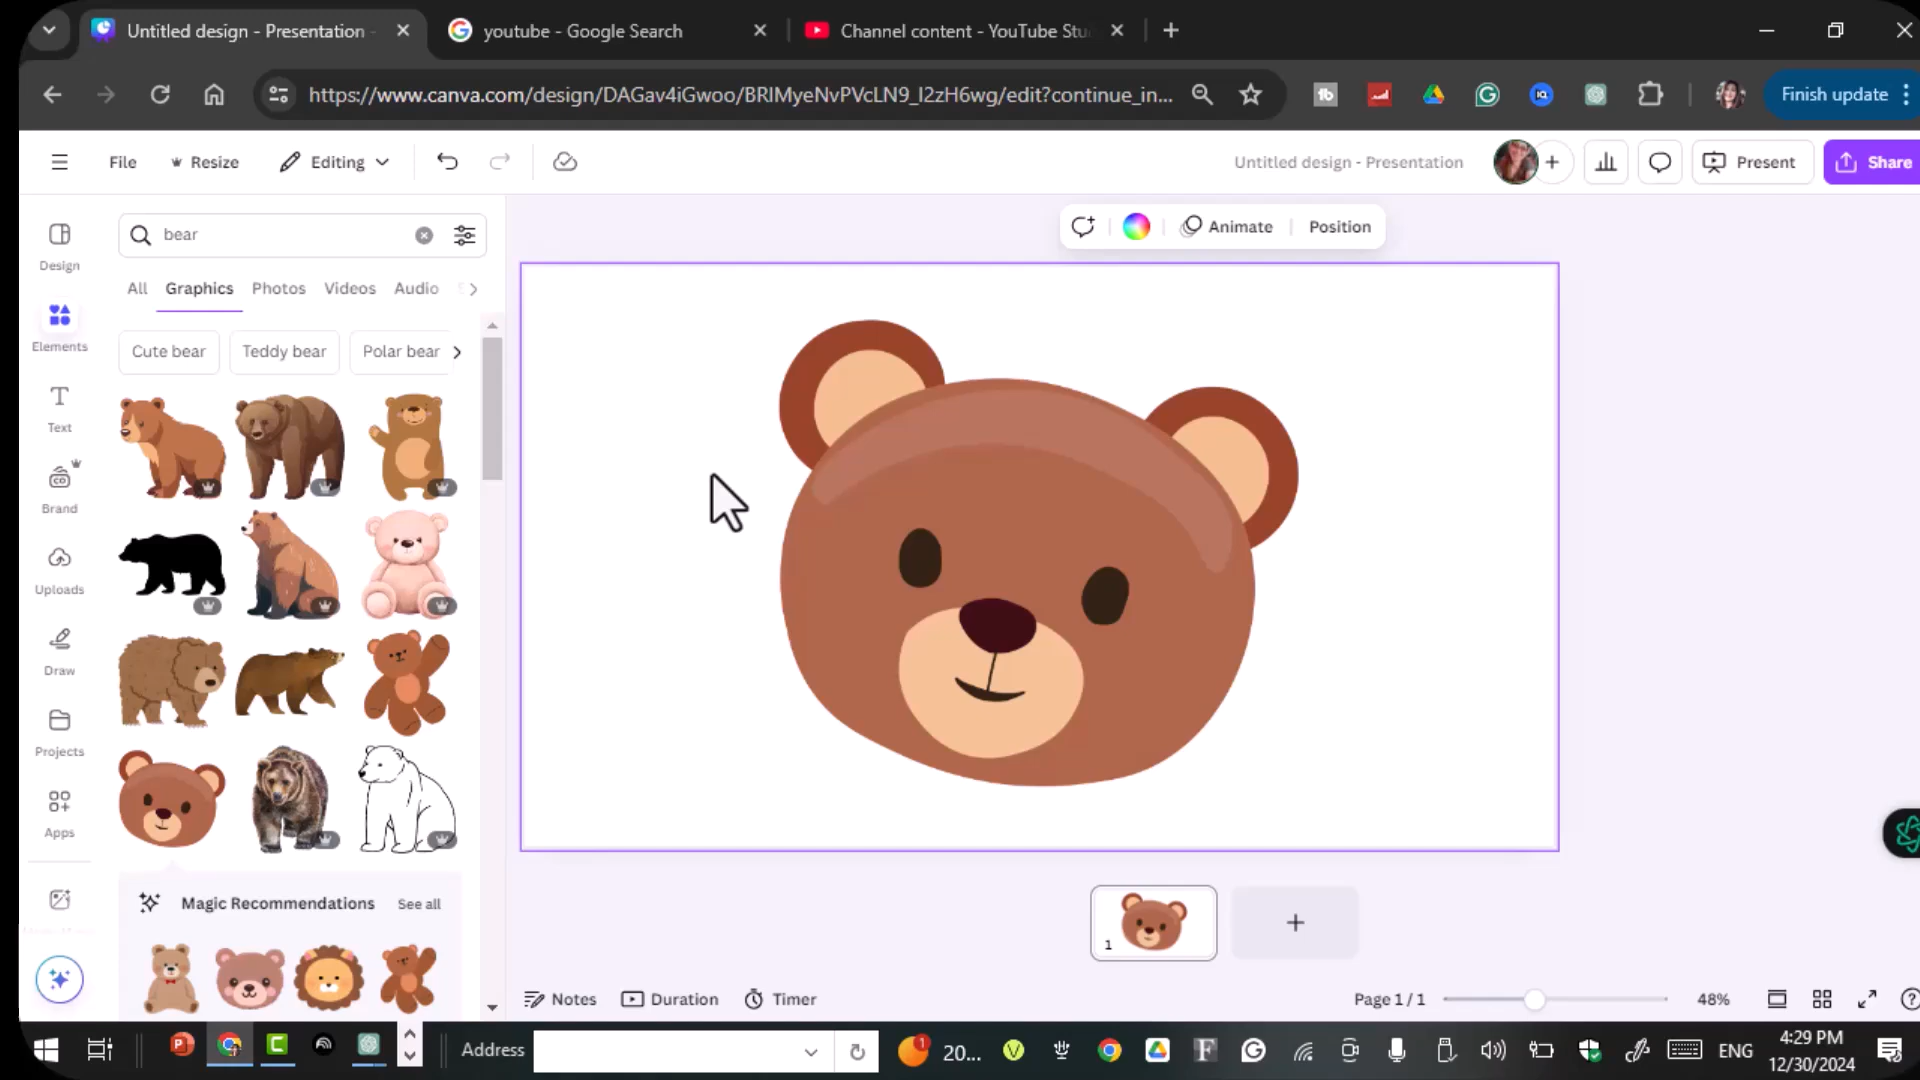 Untitled design - Presentation -
youtube - Google Search
Channel content - YouTube Stu
https://www.canva.com/design/DAGav4iGwoo/BRIMyeNvPVcLN9_I2zH6wg/edit?continue_in...
Finish update
File
Resize
Editing
Untitled design - Presentation
Present
Share
bear
Animate
Position
Design
All
Graphics
Photos
Videos
Audio
Elements
Cute bear
Teddy bear
Polar bear
Text
Brand
Uploads
Draw
Projects
Apps
Magic Recommendations
See all
1
Notes
Duration
Timer
Page 1 / 1
48%
Address
20...
ENG
4:29 PM
12/30/2024